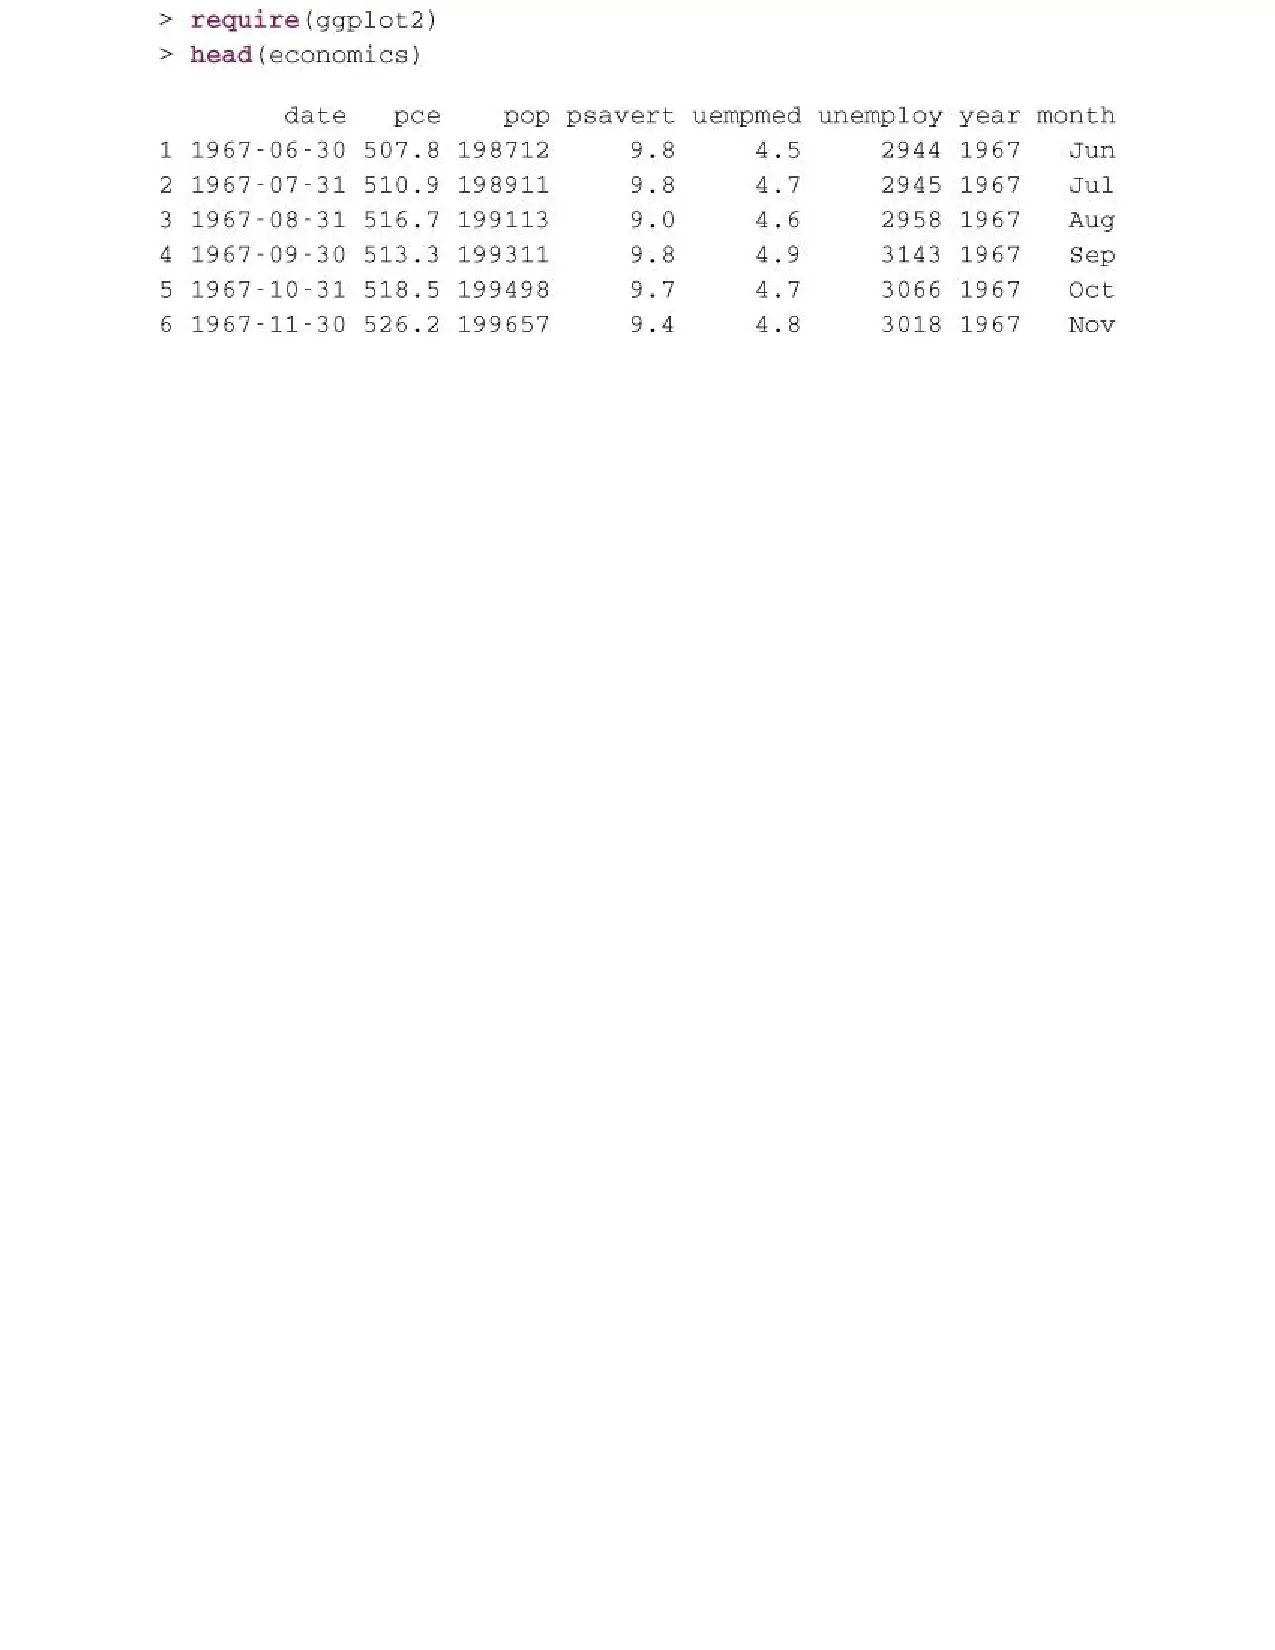 > require(ggplot2)
> head(economics)
        date   pce    pop psavert uempmed unemploy year month
1 1967-06-30 507.8 198712     9.8     4.5     2944 1967   Jun
2 1967-07-31 510.9 198911     9.8     4.7     2945 1967   Jul
3 1967-08-31 516.7 199113     9.0     4.6     2958 1967   Aug
4 1967-09-30 513.3 199311     9.8     4.9     3143 1967   Sep
5 1967-10-31 518.5 199498     9.7     4.7     3066 1967   Oct
6 1967-11-30 526.2 199657     9.4     4.8     3018 1967   Nov